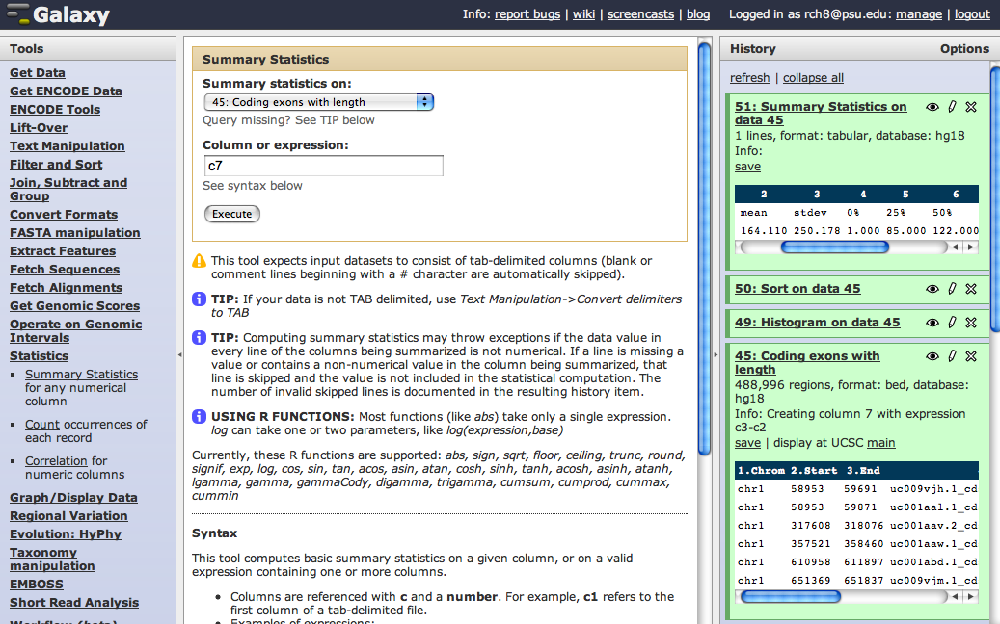 Galaxy
Info: report bugs | wiki | screencasts | blog Logged in as rch8@psu.edu: manage | logout
Tools
Get Data
Get ENCODE Data
ENCODE Tools
Lift-Over
Text Manipulation
Filter and Sort
Join, Subtract and
Group
Convert Formats
FASTA manipulation
Extract Features
Fetch Sequences
Fetch Alignments
Get Genomic Scores
Operate on Genomic
Intervals
Statistics
Summary Statistics
for any numerical
column
Count occurrences of
each record
Correlation for
numeric columns
Graph/Display Data
Regional Variation
Evolution: HyPhy
Taxonomy
manipulation
EMBOSS
Short Read Analysis
Summary Statistics
Summary statistics on:
45: Coding exons with length
Query missing? See TIP below
Column or expression:
c7
See syntax below
Execute
This tool expects input datasets to consist of tab-delimited columns (blank or
comment lines beginning with a # character are automatically skipped).
TIP: If your data is not TAB delimited, use Text Manipulation->Convert delimiters
to TAB
TIP: Computing summary statistics may throw exceptions if the data value in
every line of the columns being summarized is not numerical. If a line is missing a
value or contains a non-numerical value in the column being summarized, that
line is skipped and the value is not included in the statistical computation. The
number of invalid skipped lines is documented in the resulting history item.
USING R FUNCTIONS: Most functions (like abs) take only a single expression.
log can take one or two parameters, like log(expression,base)
Currently, these R functions are supported: abs, sign, sqrt, floor, ceiling, trunc, round,
signif, exp, log, cos, sin, tan, acos, asin, atan, cosh, sinh, tanh, acosh, asinh, atanh,
lgamma, gamma, gammaCody, digamma, trigamma, cumsum, cumprod, cummax,
cummin
Syntax
This tool computes basic summary statistics on a given column, or on a valid
expression containing one or more columns.
• Columns are referenced with c and a number. For example, c1 refers to the
first column of a tab-delimited file.
• Examples of expressions:
History Options
refresh | collapse all
51: Summary Statistics on
data 45
1 lines, format: tabular, database: hg18
Info:
save
2 3 4 5 6
mean stdev 0% 25% 50%
164.110 250.178 1.000 85.000 122.000
50: Sort on data 45
49: Histogram on data 45
45: Coding exons with
length
488,996 regions, format: bed, database:
hg18
Info: Creating column 7 with expression
c3-c2
save | display at UCSC main
1.Chrom 2.Start 3.End
chr1 58953 59691 uc009vjh.1_cd
chr1 58953 59871 uc001aal.1_cd
chr1 317608 318076 uc001aav.2_cd
chr1 357521 358460 uc001aaw.1_cd
chr1 610958 611897 uc001abd.1_cd
chr1 651369 651837 uc009vjm.1_cd